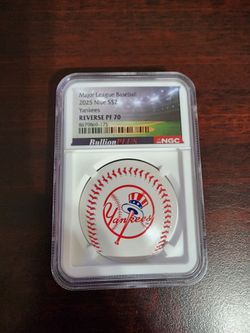 Major League Baseball
2025 Niue S$2
Yankees
REVERSE PF 70
BullionPLUS
NGC
Yankees